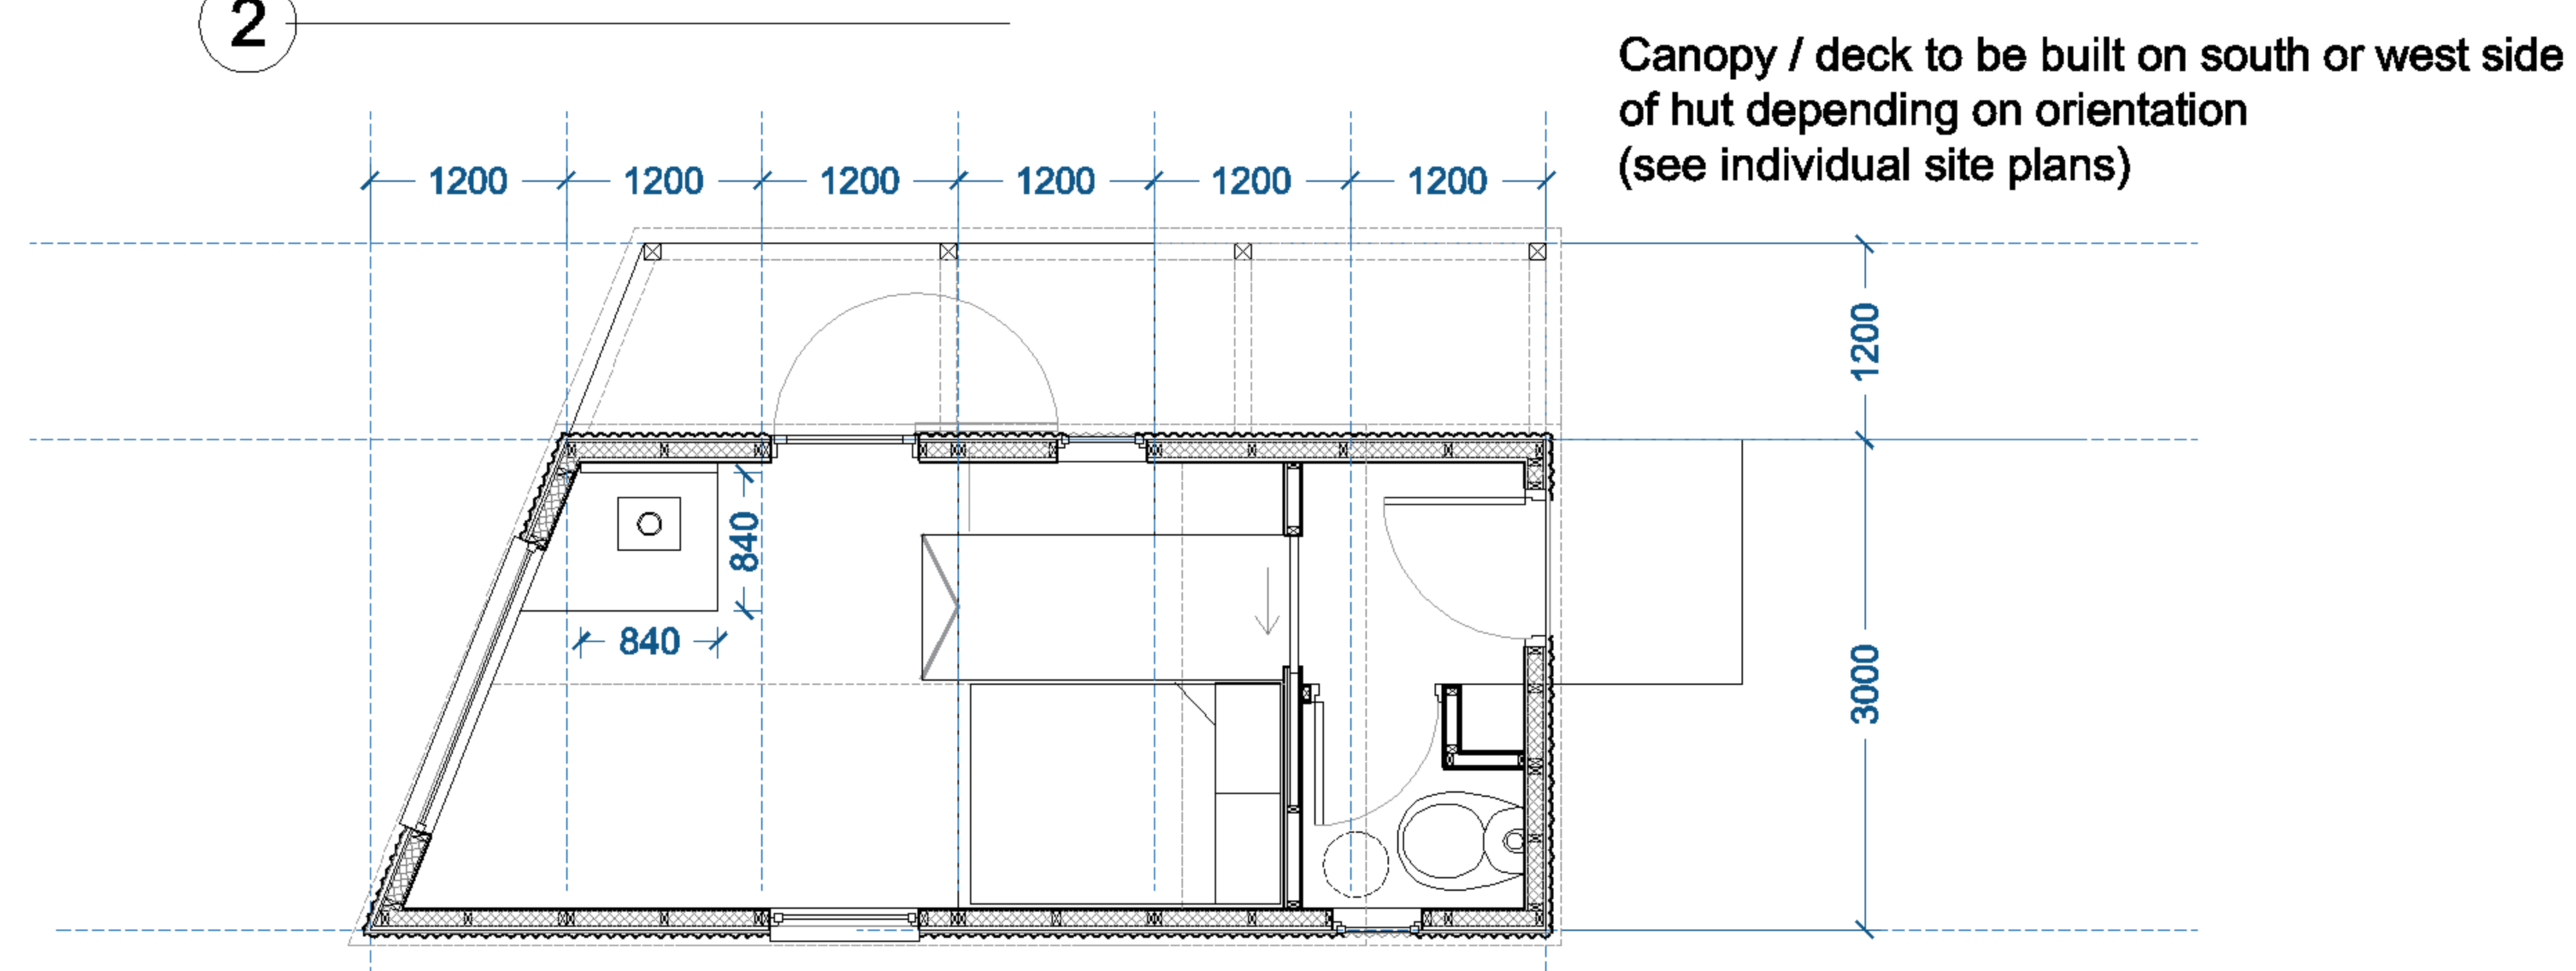 2
Canopy / deck to be built on south or west side
of hut depending on orientation
(see individual site plans)
1200 1200 1200 1200 1200 1200
1200
840
840
3000